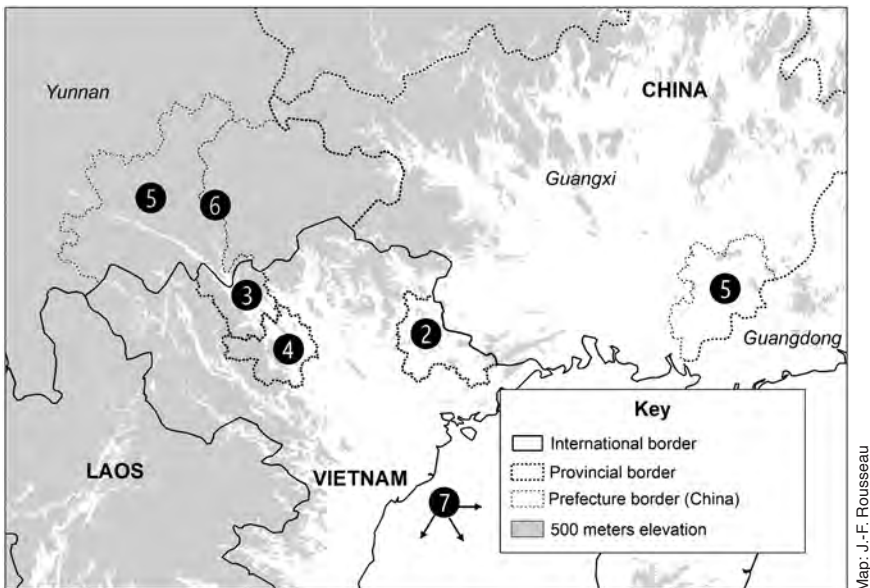 Yunnan
CHINA
Guangxi
5
6
3
5
2
4
Guangdong
Key
International border
Provincial border
Prefecture border (China)
500 meters elevation
LAOS
VIETNAM
7
Map: J.-F. Rousseau